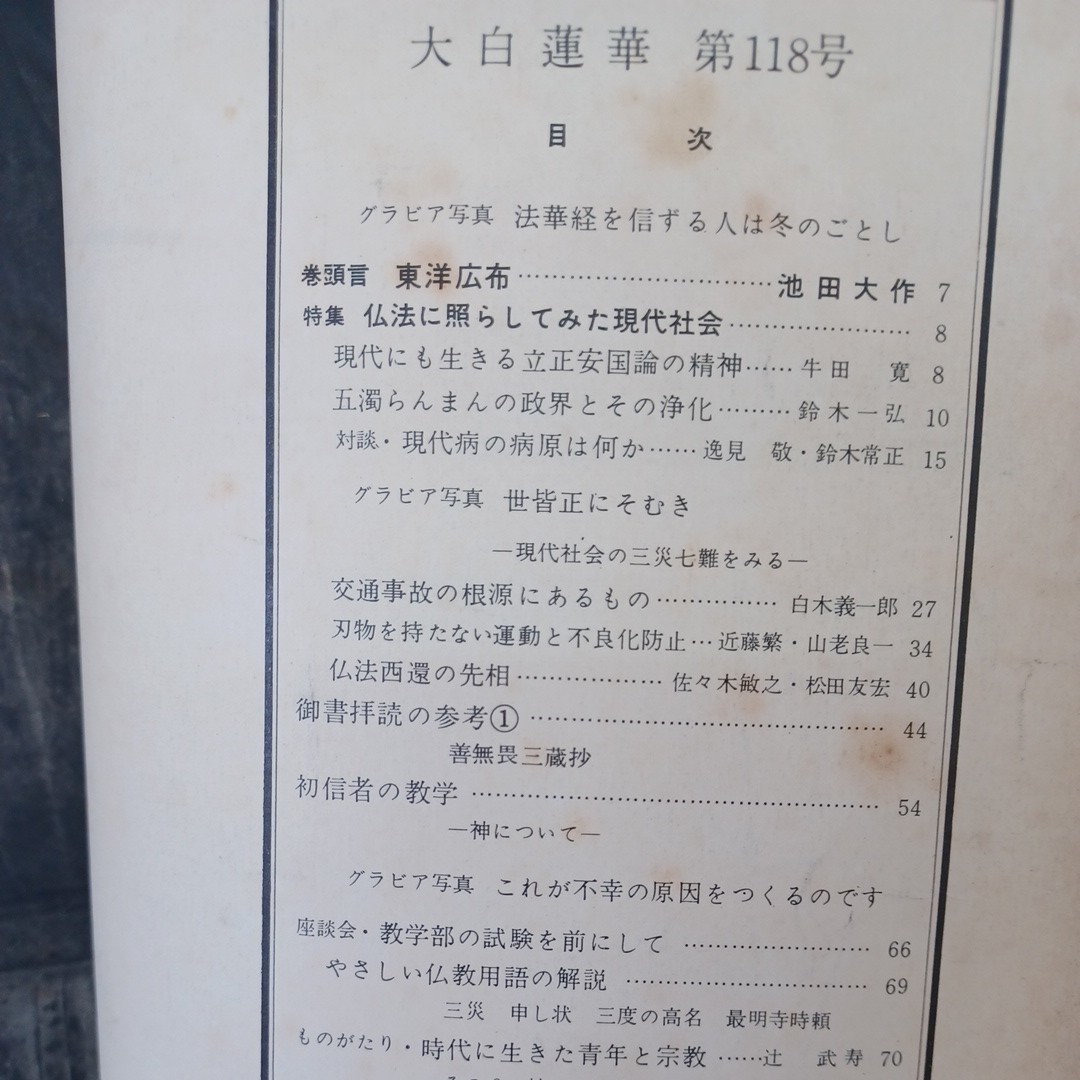 大白蓮華 第118号
目次
グラビア写真 法華経を信ずる人は冬のごとし
巻頭言 東洋広布……………………………池田大作 7
特集 仏法に照らしてみた現代社会………………… 8
現代にも生きる立正安国論の精神……牛田 寛 8
五濁らんまんの政界とその浄化………鈴木一弘 10
対談・現代病の病原は何か……逸見 敬・鈴木常正 15
グラビア写真 世皆正にそむき
―現代社会の三災七難をみる―
交通事故の根源にあるもの……………白木義一郎 27
刃物を持たない運動と不良化防止…近藤繁・山老良一 34
仏法西還の先相………………佐々木敏之・松田友宏 40
御書拝読の参考① ……………………………………… 44
善無畏三蔵抄
初信者の教学 …………………………………………… 54
―神について―
グラビア写真 これが不幸の原因をつくるのです
座談会・教学部の試験を前にして ………………… 66
やさしい仏教用語の解説 ………………………… 69
三災 申し状 三度の高名 最明寺時頼
ものがたり・時代に生きた青年と宗教……辻 武寿 70